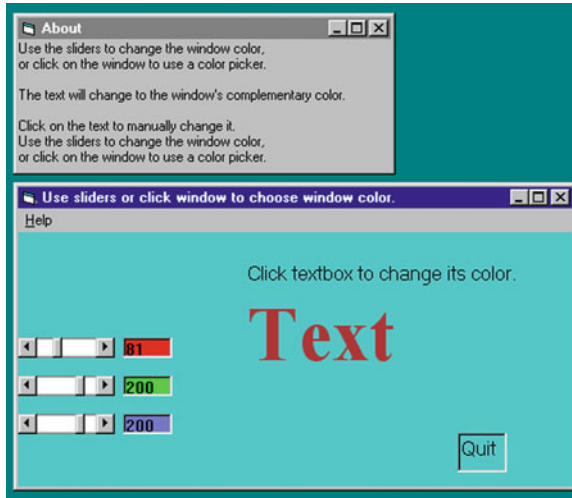 About
Use the sliders to change the window color,
or click on the window to use a color picker.
The text will change to the window's complementary color.
Click on the text to manually change it.
Use the sliders to change the window color,
or click on the window to use a color picker.
Use sliders or click window to choose window color.
Help
Click textbox to change its color.
Text
81
200
200
Quit